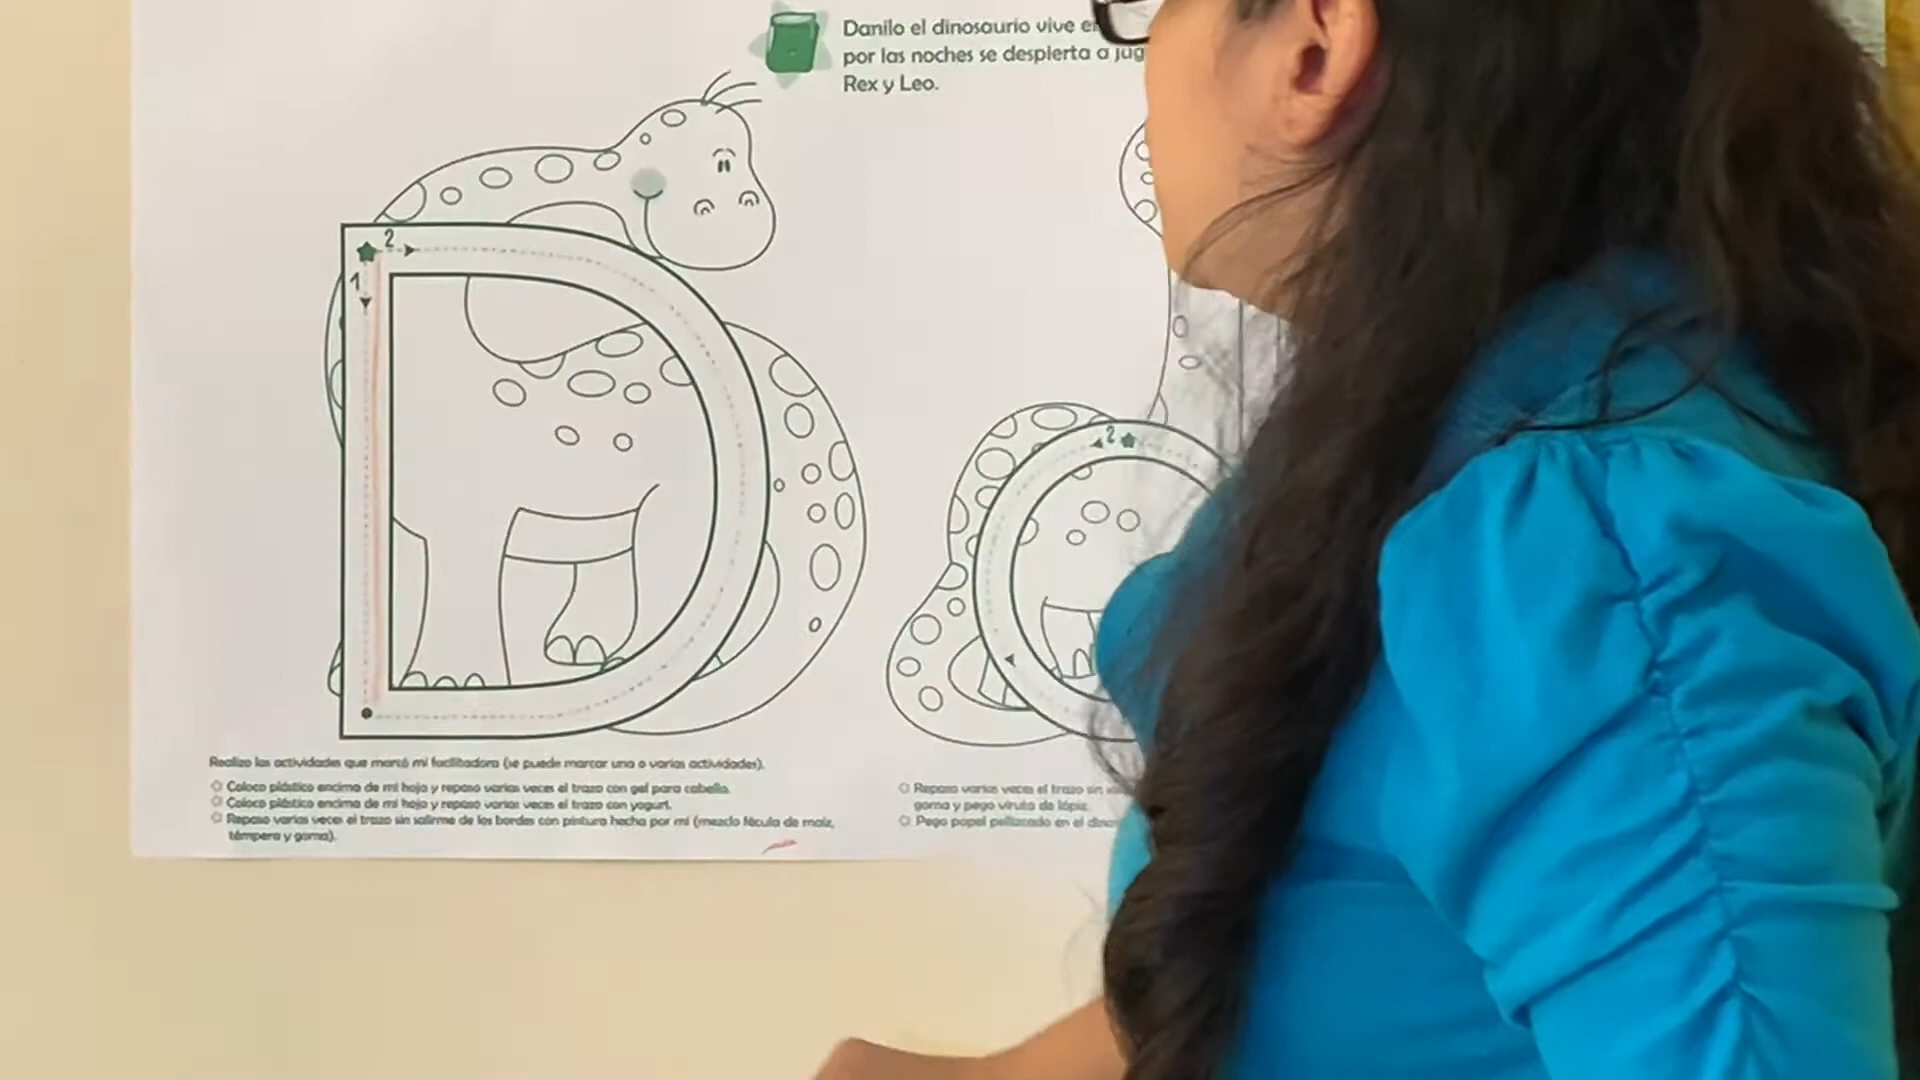 Danilo el dinosaurio vive
por las noches se despierta a
Rex y Leo.
2
1
2
Realizo las actividades que marcó mi facilitadora (se puede marcar una o varias actividades).
Coloco plástico encima de mi hoja y repaso varias veces el trazo con gel para cabello.
Coloco plástico encima de mi hoja y repaso varias veces el trazo con yogurt.
Repaso varias veces el trazo sin salirme de los bordes con pintura hecha por mí (mezclo fécula de maíz,
témpera y goma).
Repaso varias veces el trazo sin
goma y pego viruta de lápiz.
Pego papel pellizcado en el